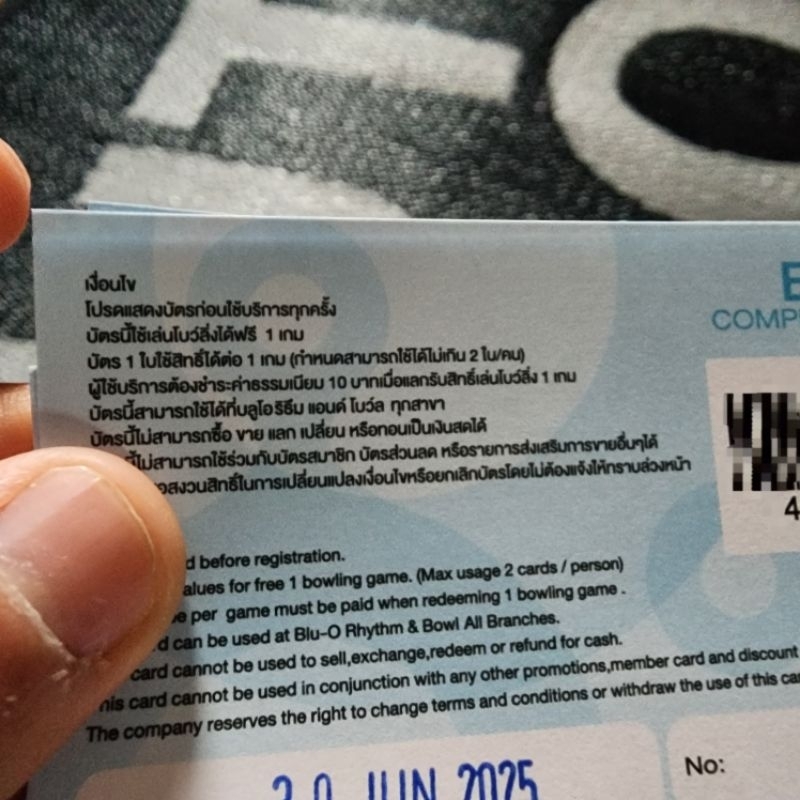 เงื่อนไข
โปรดแสดงบัตรก่อนใช้บริการทุกครั้ง
บัตรนี้ใช้เล่นโบว์ลิ่งได้ฟรี 1 เกม
บัตร 1 ใบใช้สิทธิ์ได้ต่อ 1 เกม (กำหนดสามารถใช้ได้ไม่เกิน 2 ใบ/คน)
ผู้ใช้บริการต้องชำระค่าธรรมเนียม 10 บาทเมื่อแลกรับสิทธิ์เล่นโบว์ลิ่ง 1 เกม
บัตรนี้สามารถใช้ได้ที่บลูโอ ริธึ่ม แอนด์ โบว์ล ทุกสาขา
บัตรนี้ไม่สามารถซื้อ ขาย แลก เปลี่ยน หรือทอนเป็นเงินสดได้
ไม่สามารถใช้ร่วมกับบัตรสมาชิก บัตรส่วนลด หรือรายการส่งเสริมการขายอื่นๆได้
สงวนสิทธิ์ในการเปลี่ยนแปลงเงื่อนไขหรือยกเลิกบัตรโดยไม่ต้องแจ้งให้ทราบล่วงหน้า
before registration.
for free 1 bowling game. (Max usage 2 cards / person)
per game must be paid when redeeming 1 bowling game .
can be used at Blu-O Rhythm & Bowl All Branches.
card cannot be used to sell,exchange,redeem or refund for cash.
card cannot be used in conjunction with any other promotions,member card and discount
The company reserves the right to change terms and conditions or withdraw the use of this
30 JUN 2025
No: